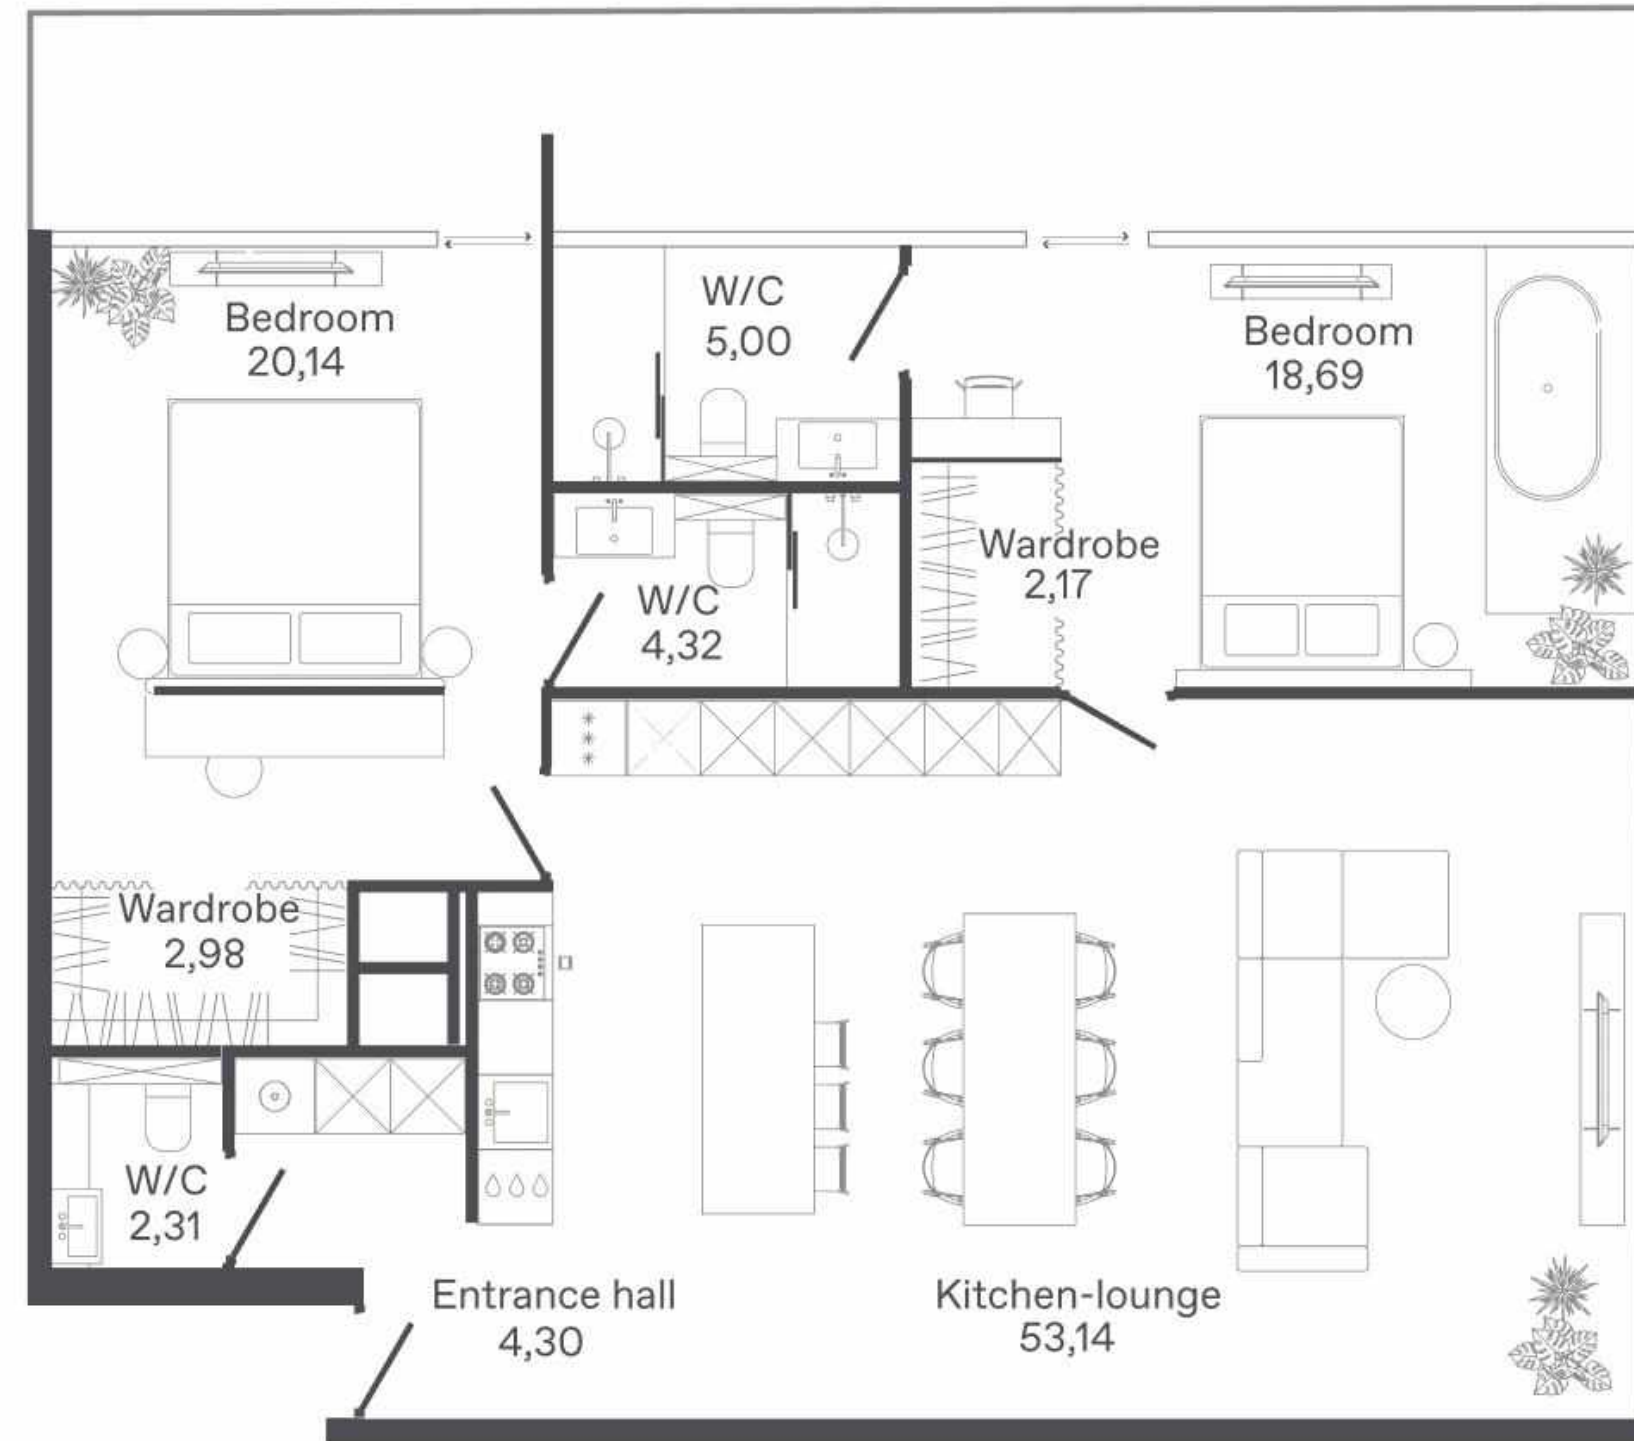 Bedroom
20,14
W/C
5,00
Bedroom
18,69
Wardrobe
2,17
W/C
4,32
Wardrobe
2,98
W/C
2,31
Entrance hall
4,30
Kitchen-lounge
53,14